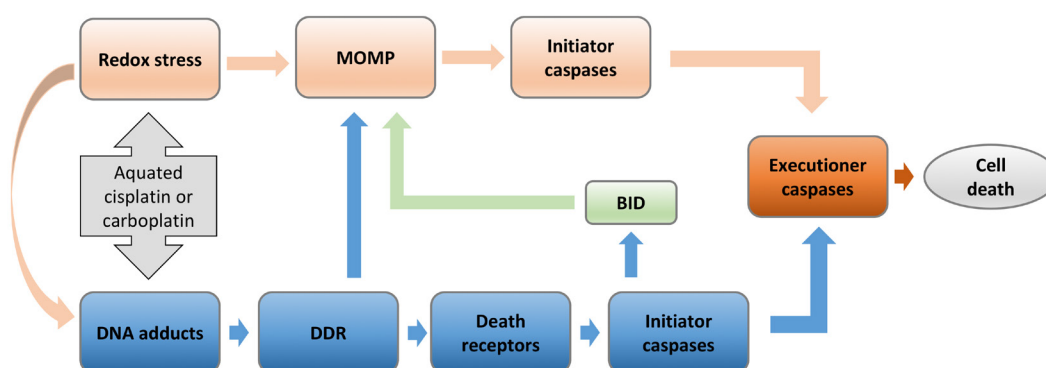 Redox stress
MOMP
Initiator
caspases
Aquated
cisplatin or
carboplatin
Executioner
caspases
Cell
death
BID
DNA adducts
DDR
Death
receptors
Initiator
caspases